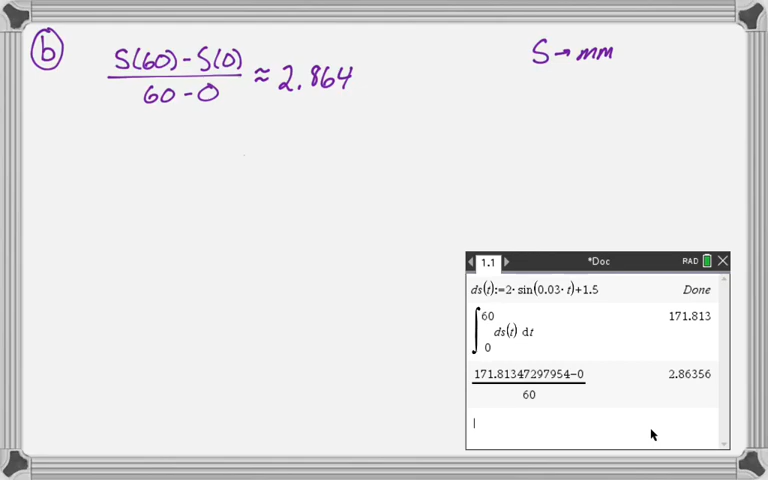 b
S(60) - S(0)
60 - 0
≈ 2.864
S → mm
1.1
*Doc
RAD
ds(t):=2· sin(0.03· t)+1.5
Done
∫
60
0
ds(t) dt
171.813
171.81347297954-0
60
2.86356